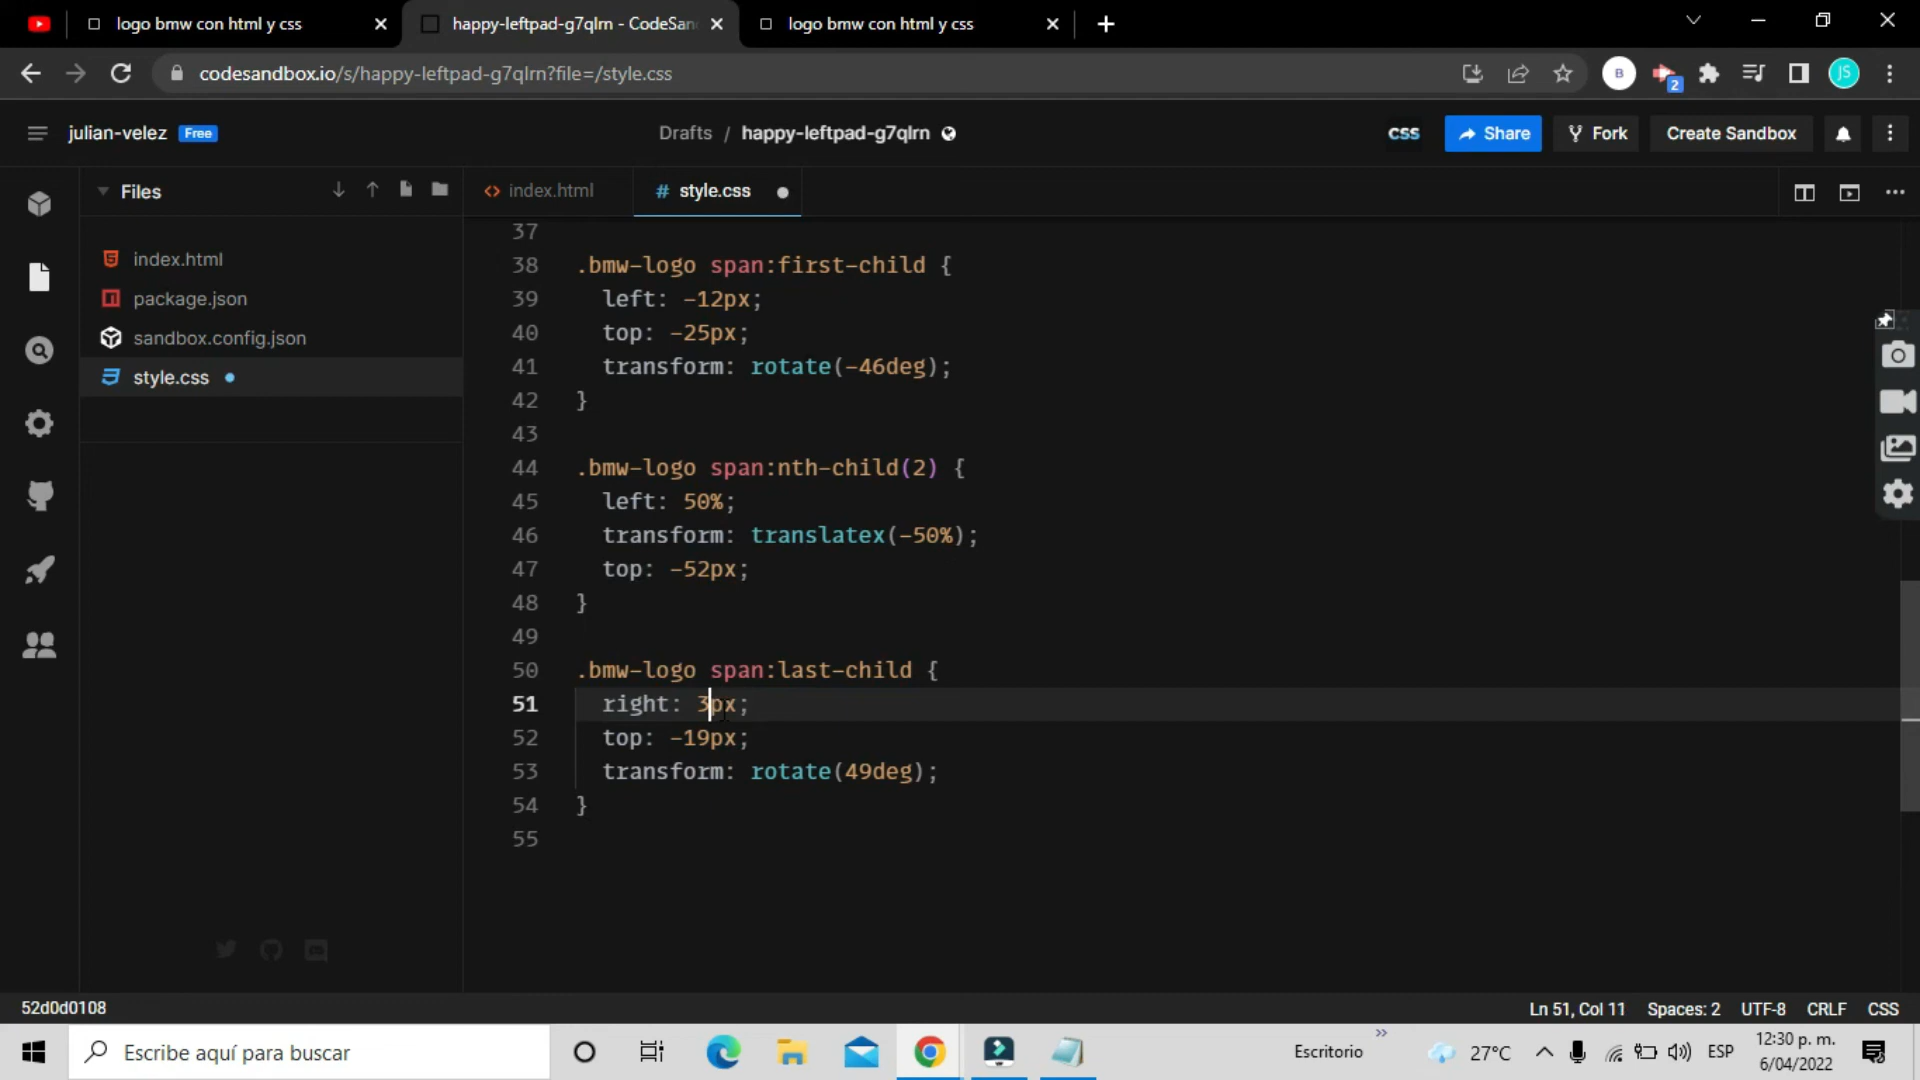 logo bmw con html y css
happy-leftpad-g7qlrn - CodeSan
logo bmw con html y css
codesandbox.io/s/happy-leftpad-g7qlrn?file=/style.css
B
2
JS
julian-velez Free
Drafts / happy-leftpad-g7qlrn
CSS
Share
Fork
Create Sandbox
Files
index.html
package.json
sandbox.config.json
style.css
<> index.html
# style.css
37
38 .bmw-logo span:first-child {
39 left: -12px;
40 top: -25px;
41 transform: rotate(-46deg);
42 }
43
44 .bmw-logo span:nth-child(2) {
45 left: 50%;
46 transform: translatex(-50%);
47 top: -52px;
48 }
49
50 .bmw-logo span:last-child {
51 right: 3px;
52 top: -19px;
53 transform: rotate(49deg);
54 }
55
52d0d0108
Ln 51, Col 11 Spaces: 2 UTF-8 CRLF CSS
Escribe aquí para buscar
Escritorio
27°C
ESP
12:30 p. m.
6/04/2022